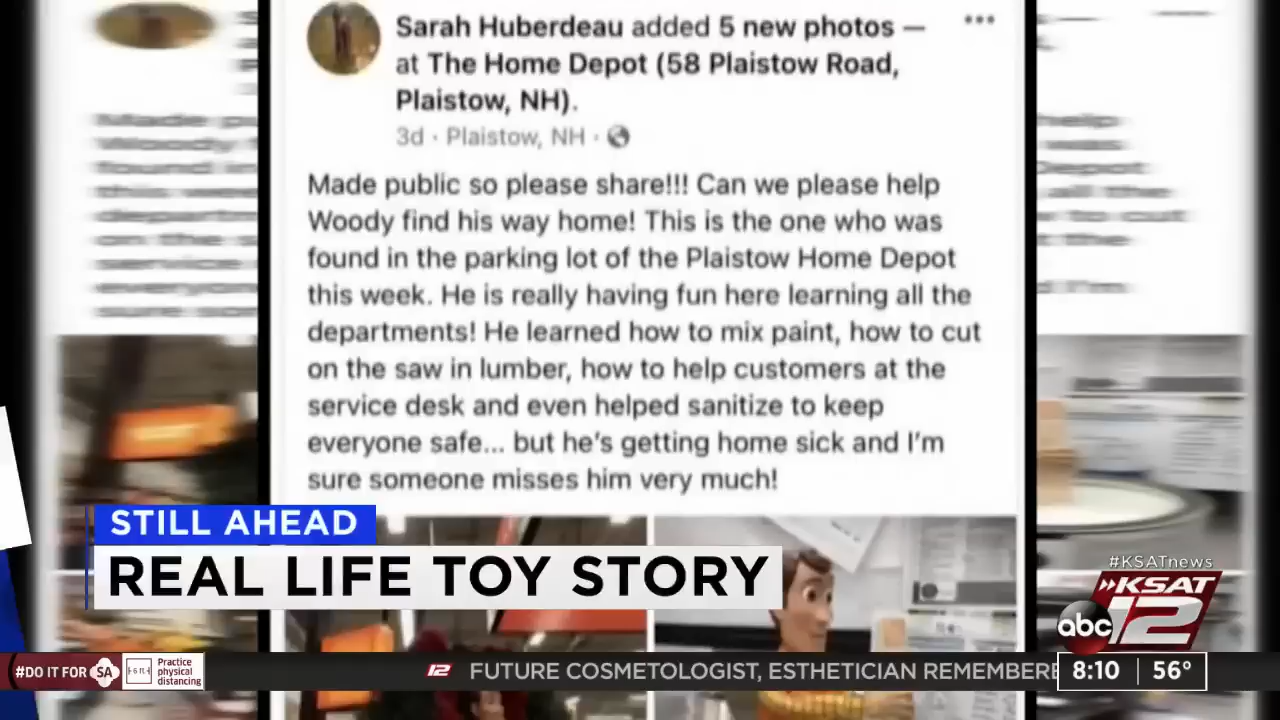 Sarah Huberdeau added 5 new photos —
at The Home Depot (58 Plaistow Road,
Plaistow, NH).
3d · Plaistow, NH ·
Made public so please share!!! Can we please help
Woody find his way home! This is the one who was
found in the parking lot of the Plaistow Home Depot
this week. He is really having fun here learning all the
departments! He learned how to mix paint, how to cut
on the saw in lumber, how to help customers at the
service desk and even helped sanitize to keep
everyone safe... but he's getting home sick and I'm
sure someone misses him very much!
STILL AHEAD
REAL LIFE TOY STORY
#KSATnews
KSAT
abc 12
#DO IT FOR SA
6 ft
Practice
physical
distancing
12 FUTURE COSMETOLOGIST, ESTHETICIAN REMEMBERE
8:10 56°